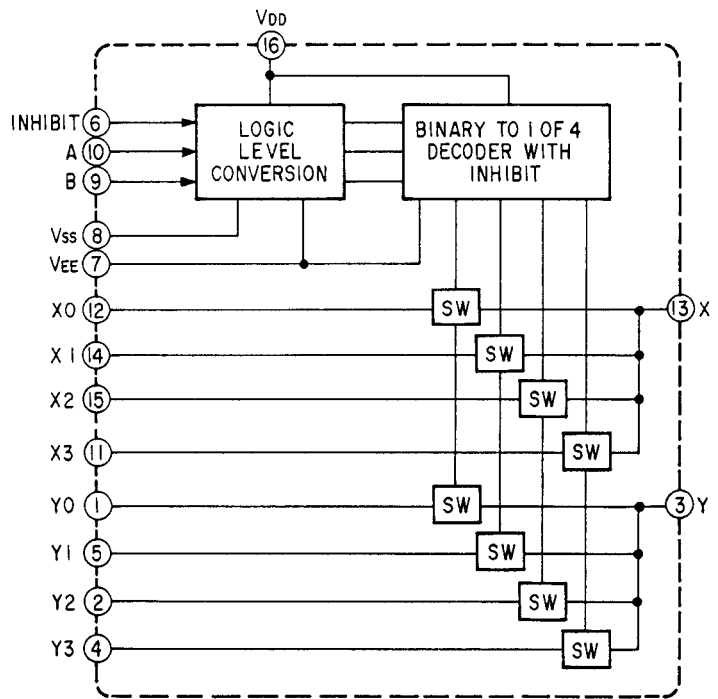 VDD
16
INHIBIT 6
A 10
B 9
LOGIC
LEVEL
CONVERSION
BINARY TO 1 OF 4
DECODER WITH
INHIBIT
VSS 8
VEE 7
X0 12 SW 13 X
X1 14 SW
X2 15 SW
X3 11 SW
Y0 1 SW 3 Y
Y1 5 SW
Y2 2 SW
Y3 4 SW